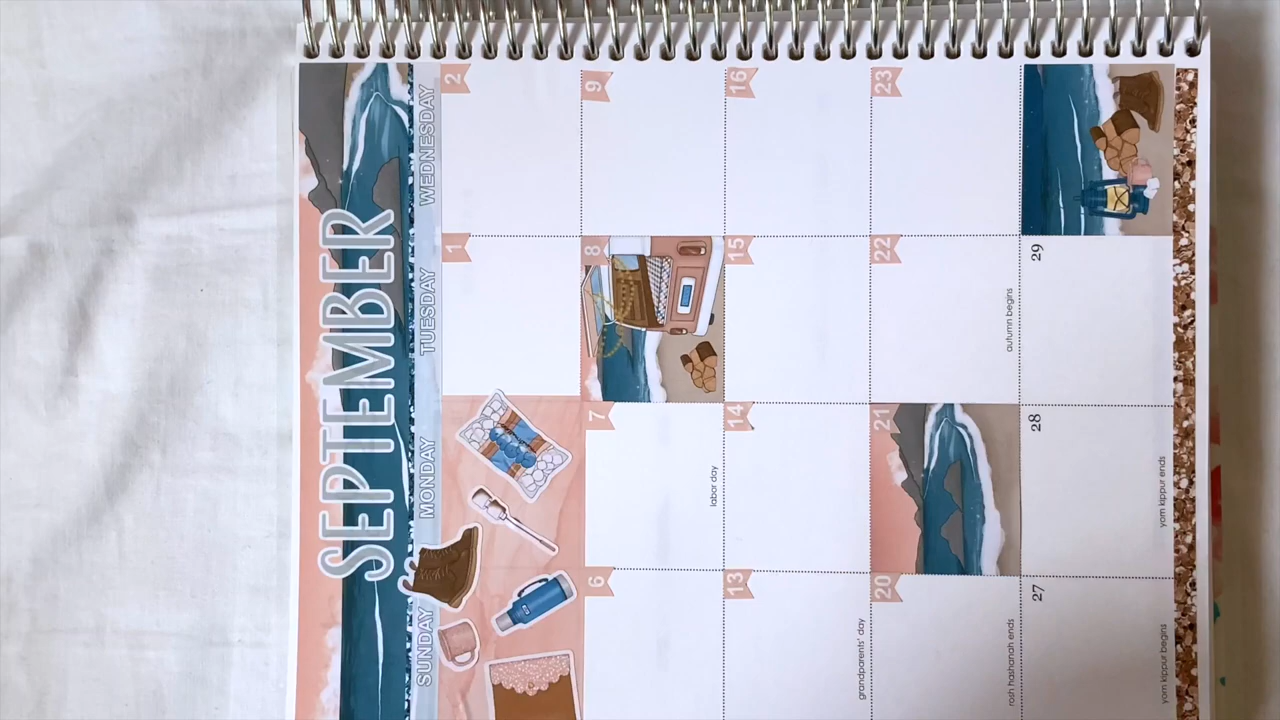 SEPTEMBER
SUNDAY MONDAY TUESDAY WEDNESDAY
1 2
6 7 8 9
labor day
13 14 15 16
grandparents' day
20 21 22 23
rosh hashanah ends
autumn begins
27 28 29
yom kippur begins
yom kippur ends